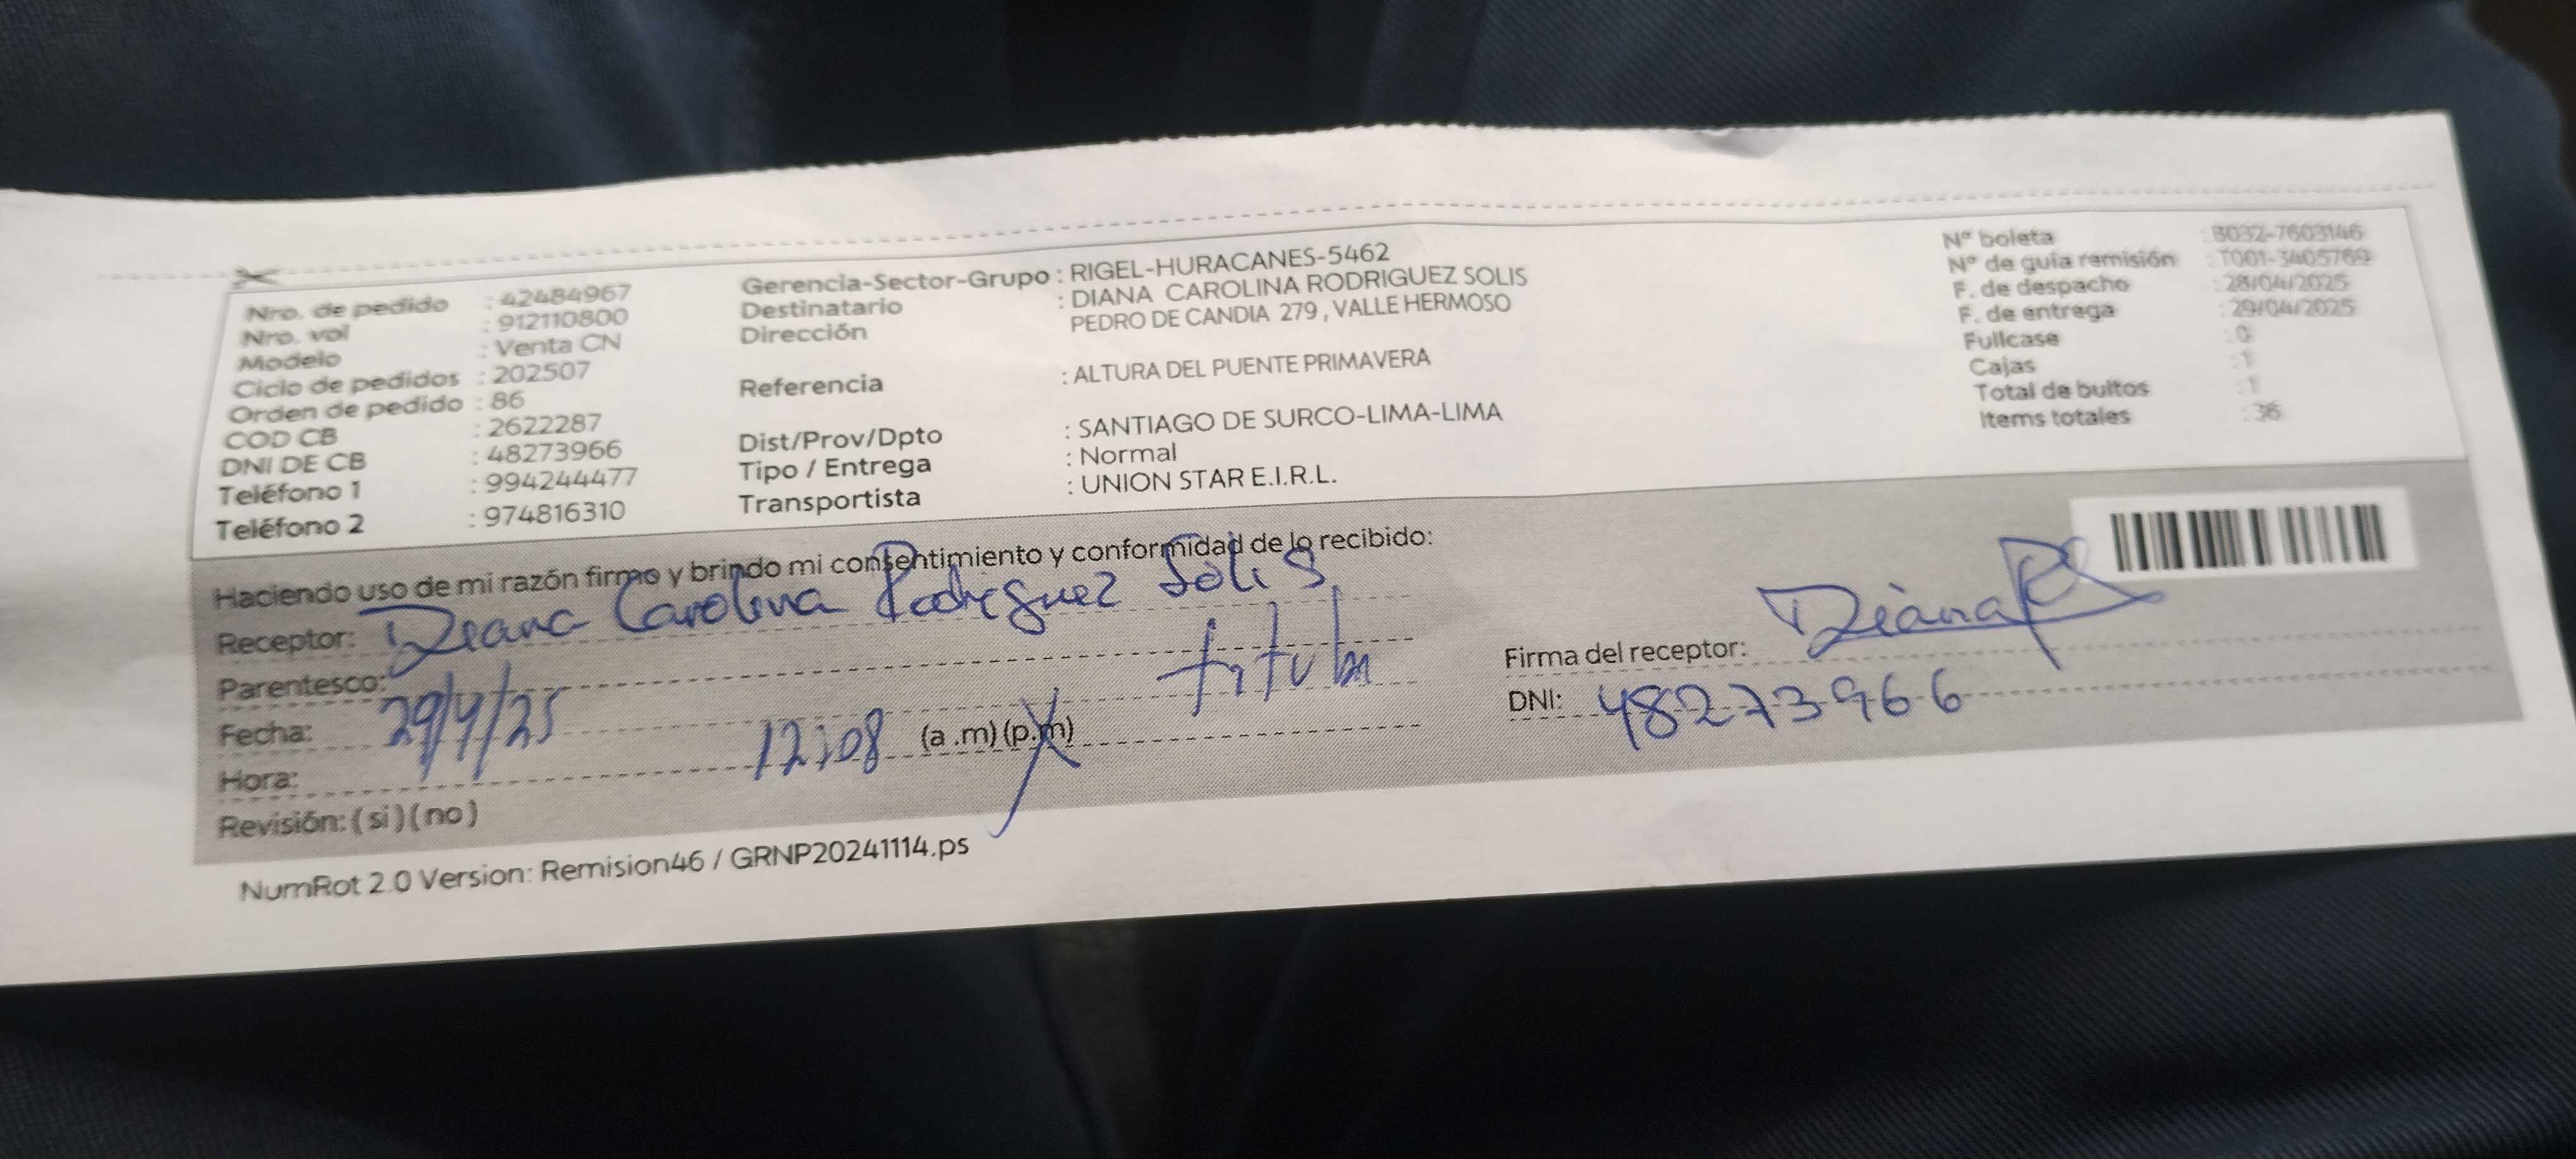 Nro. de pedido : 42484967
Nro. vol : 912110800
Modelo : Venta CN
Ciclo de pedidos : 202507
Orden de pedido : 86
COD CB : 2622287
DNI DE CB : 48273966
Teléfono 1 : 994244477
Teléfono 2 : 974816310
Gerencia-Sector-Grupo : RIGEL-HURACANES-5462
Destinatario : DIANA CAROLINA RODRIGUEZ SOLIS
Dirección PEDRO DE CANDIA 279 , VALLE HERMOSO
Referencia : ALTURA DEL PUENTE PRIMAVERA
Dist/Prov/Dpto : SANTIAGO DE SURCO-LIMA-LIMA
Tipo / Entrega : Normal
Transportista : UNION STAR E.I.R.L.
Nº boleta : B032-7603146
Nº de guía remisión : T001-3405769
F. de despacho : 28/04/2025
F. de entrega : 29/04/2025
Fullcase : 0
Cajas : 1
Total de bultos : 1
Items totales : 36
Haciendo uso de mi razón firmo y brindo mi consentimiento y conformidad de lo recibido:
Receptor: Diana Carolina Rodriguez Solis
Parentesco: titular
Fecha: 29/4/25
Hora: 12:08 (a .m) (p.m)
Revisión: ( si ) ( no )
Firma del receptor: Diana RS
DNI: 48273966
NumRot 2.0 Version: Remision46 / GRNP20241114.ps